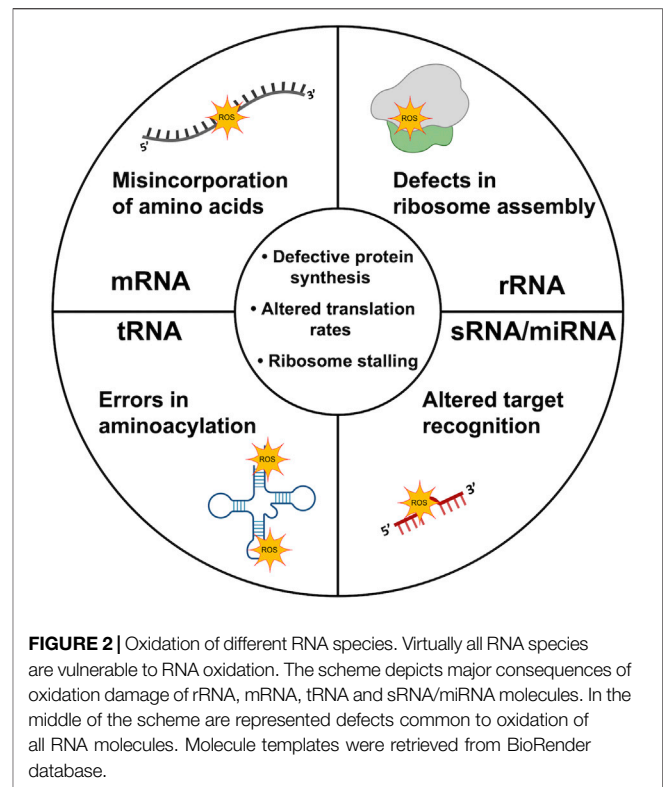 5'
ROS
3'
Misincorporation
of amino acids
mRNA
ROS
Defects in
ribosome assembly
rRNA
• Defective protein
synthesis
• Altered translation
rates
• Ribosome stalling
tRNA
Errors in
aminoacylation
ROS
ROS
sRNA/miRNA
Altered target
recognition
5'
ROS
3'
FIGURE 2 | Oxidation of different RNA species. Virtually all RNA species
are vulnerable to RNA oxidation. The scheme depicts major consequences of
oxidation damage of rRNA, mRNA, tRNA and sRNA/miRNA molecules. In the
middle of the scheme are represented defects common to oxidation of
all RNA molecules. Molecule templates were retrieved from BioRender
database.